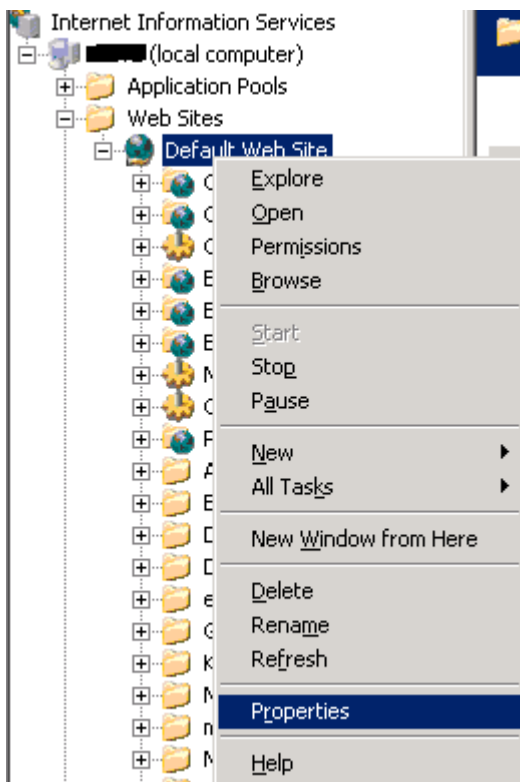 Internet Information Services
(local computer)
Application Pools
Web Sites
Default Web Site
Explore
Open
Permissions
Browse
Start
Stop
Pause
New
All Tasks
New Window from Here
Delete
Rename
Refresh
Properties
Help